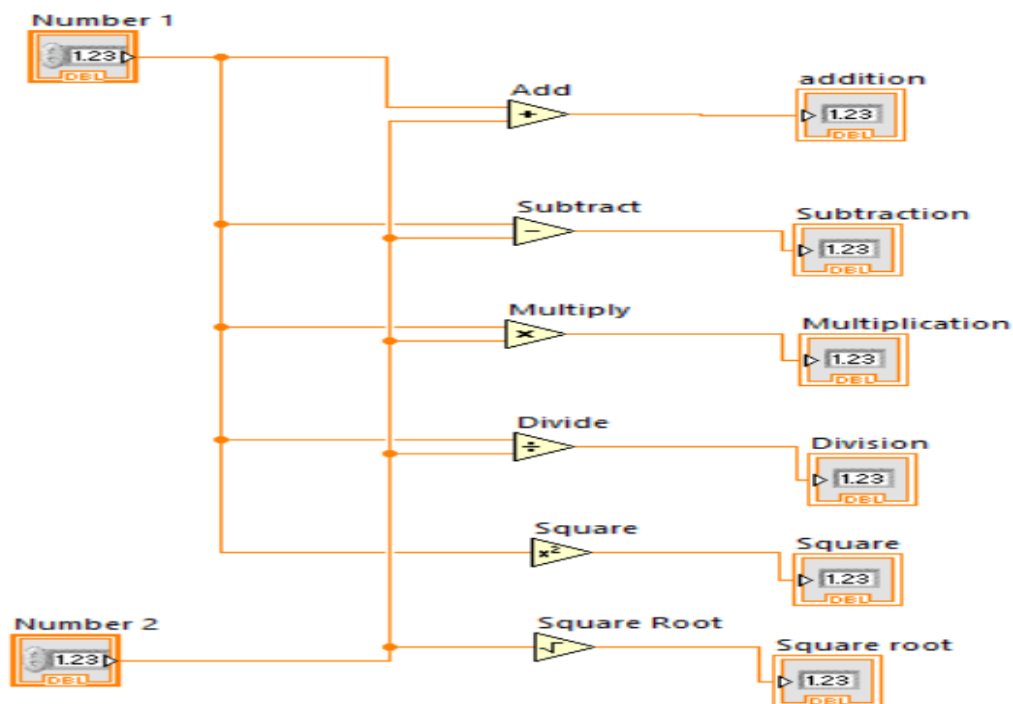 Number 1
1.23
DBL
Add
+
addition
1.23
DBL
Subtract
−
Subtraction
1.23
DBL
Multiply
×
Multiplication
1.23
DBL
Divide
÷
Division
1.23
DBL
Square
x²
Square
1.23
DBL
Number 2
1.23
DBL
Square Root
√
Square root
1.23
DBL